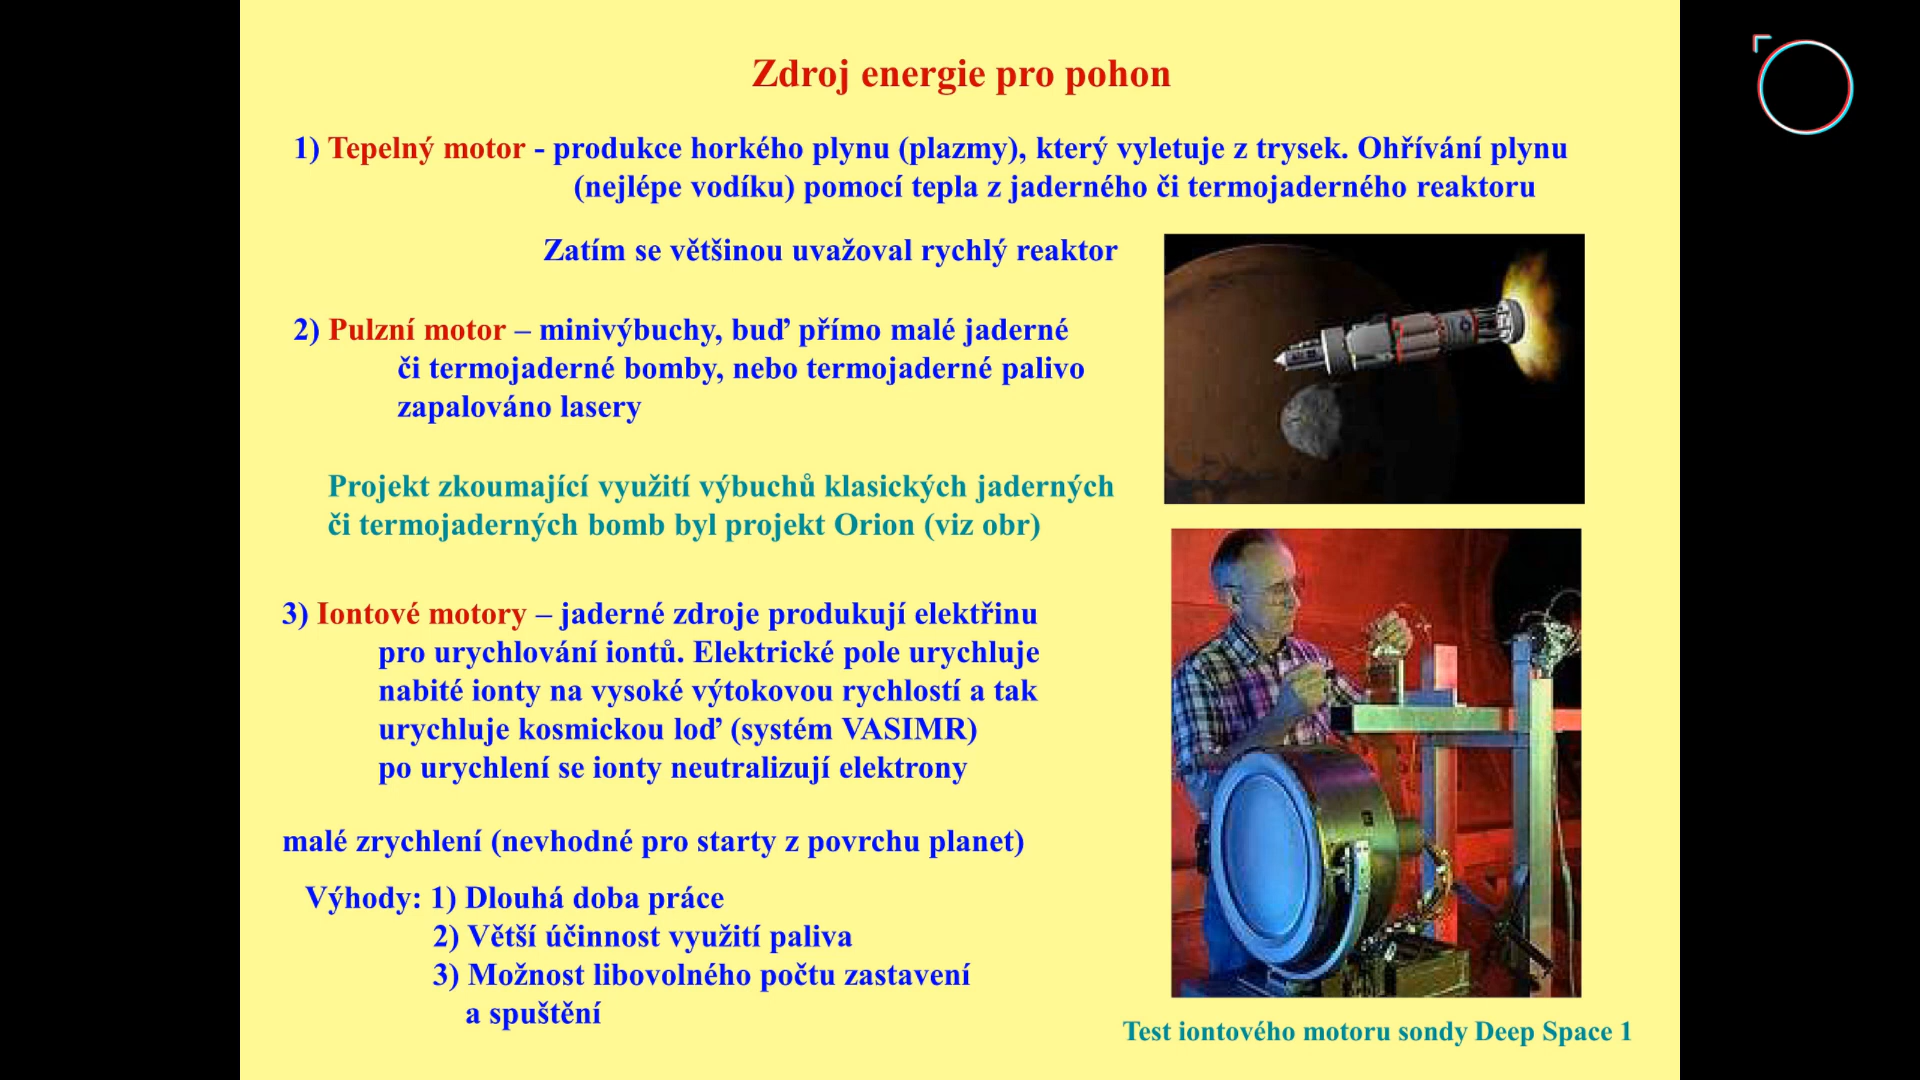 Zdroj energie pro pohon
1) Tepelný motor - produkce horkého plynu (plazmy), který vyletuje z trysek. Ohřívání plynu
(nejlépe vodíku) pomocí tepla z jaderného či termojaderného reaktoru
Zatím se většinou uvažoval rychlý reaktor
2) Pulzní motor – minivýbuchy, buď přímo malé jaderné
či termojaderné bomby, nebo termojaderné palivo
zapalováno lasery
Projekt zkoumající využití výbuchů klasických jaderných
či termojaderných bomb byl projekt Orion (viz obr)
3) Iontové motory – jaderné zdroje produkují elektřinu
pro urychlování iontů. Elektrické pole urychluje
nabité ionty na vysoké výtokovou rychlostí a tak
urychluje kosmickou loď (systém VASIMR)
po urychlení se ionty neutralizují elektrony
malé zrychlení (nevhodné pro starty z povrchu planet)
Výhody: 1) Dlouhá doba práce
2) Větší účinnost využití paliva
3) Možnost libovolného počtu zastavení
a spuštění
Test iontového motoru sondy Deep Space 1